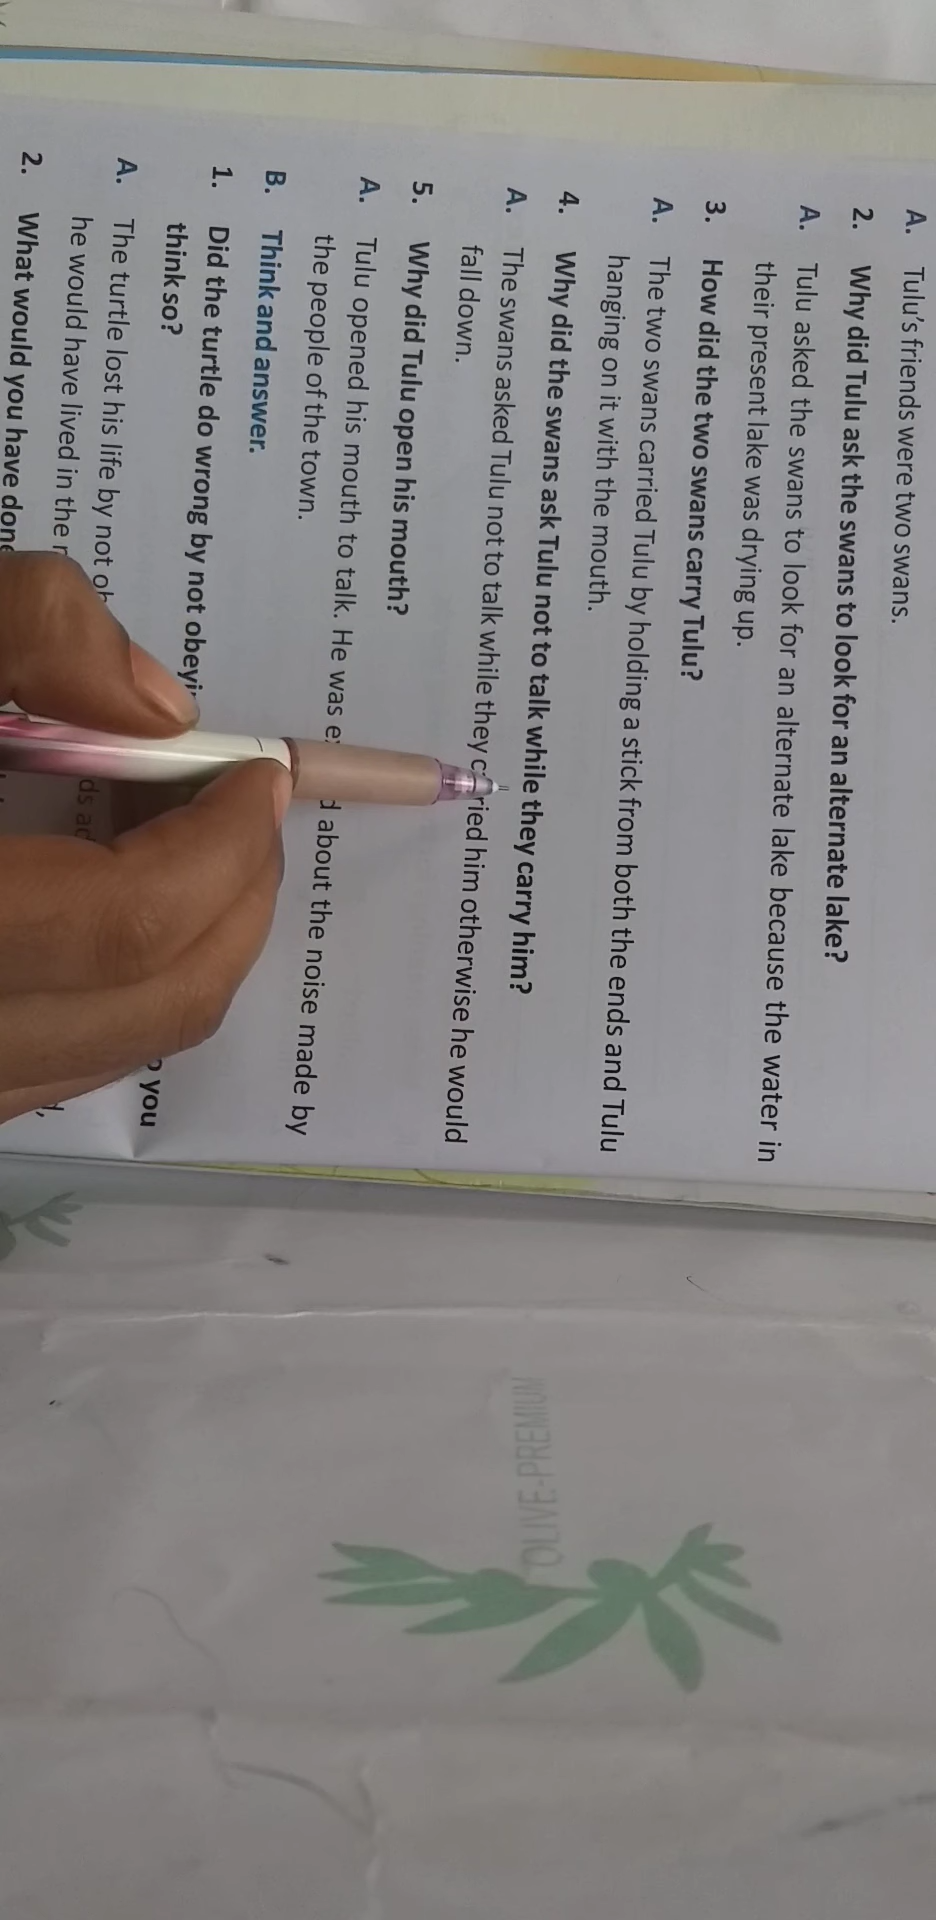 A. Tulu's friends were two swans.
2. Why did Tulu ask the swans to look for an alternate lake?
A. Tulu asked the swans to look for an alternate lake because the water in
their present lake was drying up.
3. How did the two swans carry Tulu?
A. The two swans carried Tulu by holding a stick from both the ends and Tulu
hanging on it with the mouth.
4. Why did the swans ask Tulu not to talk while they carry him?
A. The swans asked Tulu not to talk while they carried him otherwise he would
fall down.
5. Why did Tulu open his mouth?
A. Tulu opened his mouth to talk. He was about the noise made by
the people of the town.
B. Think and answer.
1. Did the turtle do wrong by not you
think so?
A. The turtle lost his life by not
he would have lived in the
2. What would you have done
OLIVE-PREMIUM